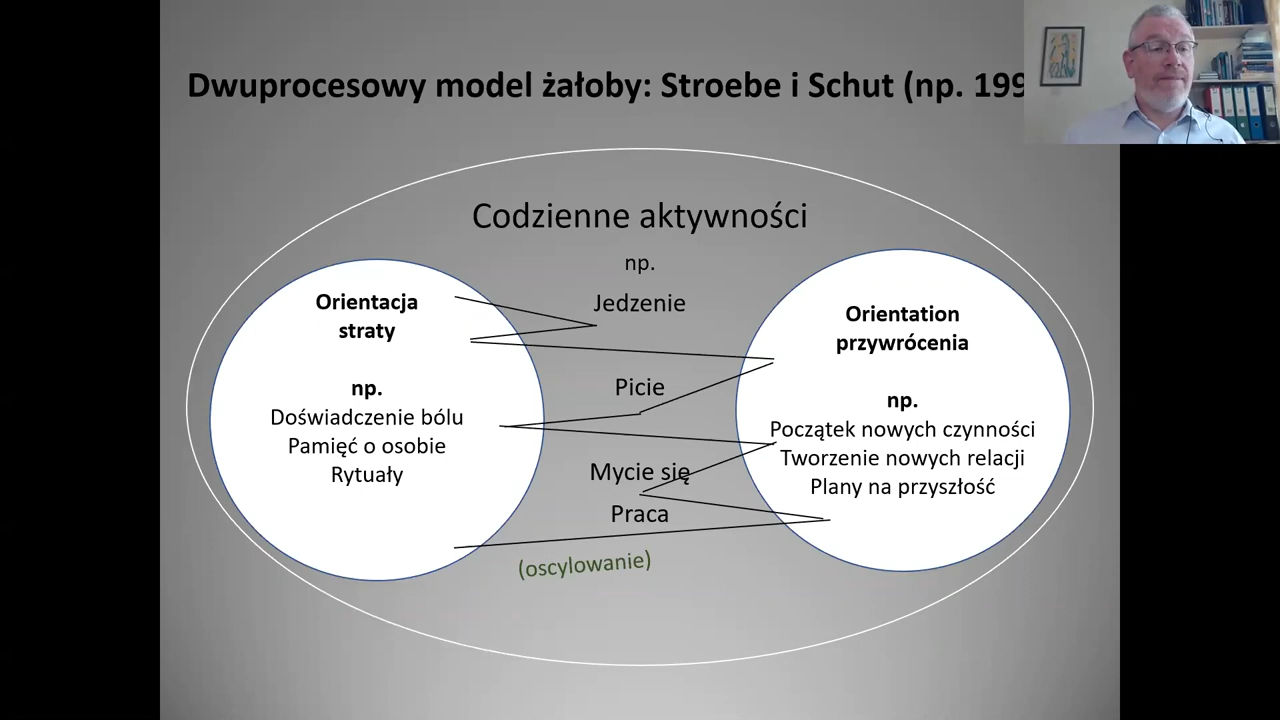 Dwuprocesowy model żałoby: Stroebe i Schut (np. 199
Codzienne aktywności
np.
Jedzenie
Picie
Mycie się
Praca
(oscylowanie)
Orientacja
straty
np.
Doświadczenie bólu
Pamięć o osobie
Rytuały
Orientation
przywrócenia
np.
Początek nowych czynności
Tworzenie nowych relacji
Plany na przyszłość